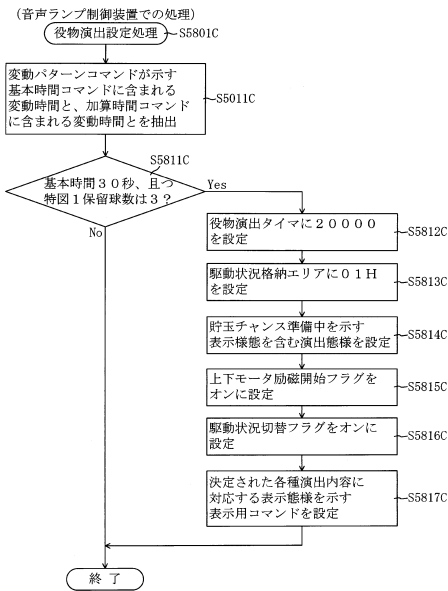 (音声ランプ制御装置での処理)
役物演出設定処理
S5801C
変動パターンコマンドが示す
基本時間コマンドに含まれる
変動時間と、加算時間コマンド
に含まれる変動時間とを抽出
S5011C
S5811C
基本時間30秒、且つ
特図1保留球数は3?
Yes
No
役物演出タイマに20000
を設定
S5812C
駆動状況格納エリアに01H
を設定
S5813C
貯玉チャンス準備中を示す
表示様態を含む演出態様を設定
S5814C
上下モータ励磁開始フラグを
オンに設定
S5815C
駆動状況切替フラグをオンに
設定
S5816C
決定された各種演出内容に
対応する表示態様を示す
表示用コマンドを設定
S5817C
終了